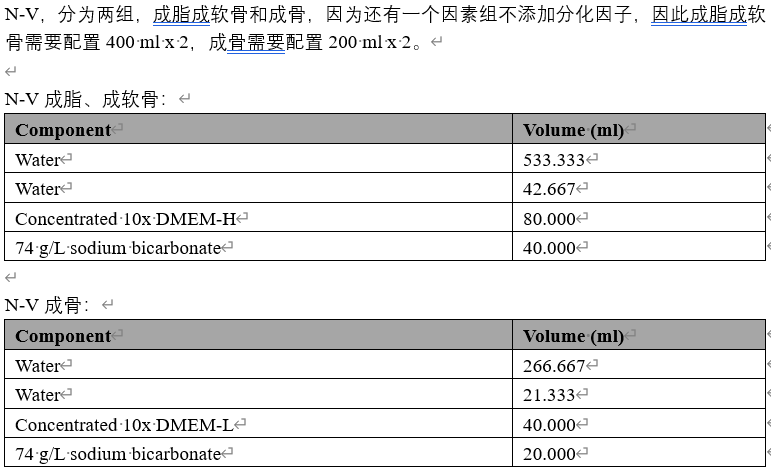 N-V，分为两组，成脂成软骨和成骨，因为还有一个因素组不添加分化因子，因此成脂成软
骨需要配置 400 ml x 2，成骨需要配置 200 ml x 2。
N-V 成脂、成软骨：
Component Volume (ml)
Water 533.333
Water 42.667
Concentrated 10x DMEM-H 80.000
74 g/L sodium bicarbonate 40.000
N-V 成骨：
Component Volume (ml)
Water 266.667
Water 21.333
Concentrated 10x DMEM-L 40.000
74 g/L sodium bicarbonate 20.000